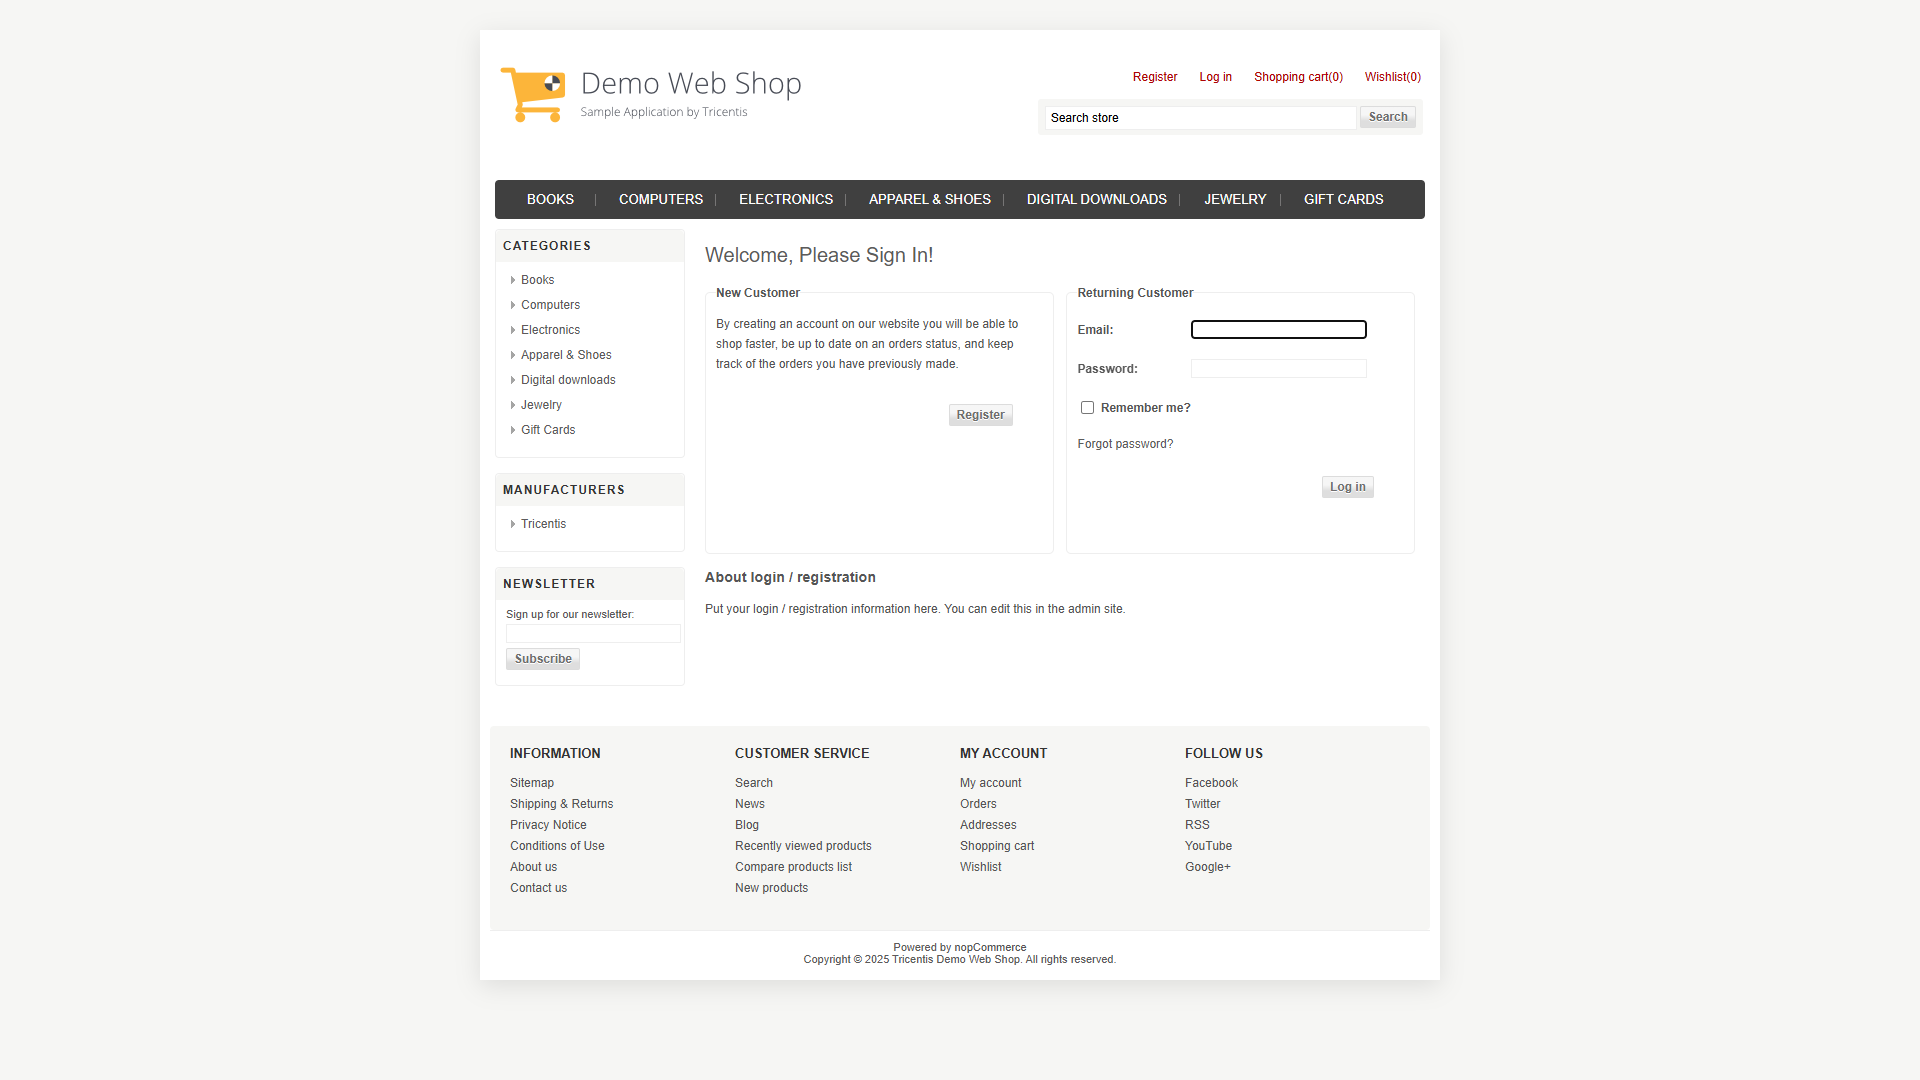 Demo Web Shop
Sample Application by Tricentis
Register
Log in
Shopping cart(0)
Wishlist(0)
Search store
Search
BOOKS
COMPUTERS
ELECTRONICS
APPAREL & SHOES
DIGITAL DOWNLOADS
JEWELRY
GIFT CARDS
CATEGORIES
Books
Computers
Electronics
Apparel & Shoes
Digital downloads
Jewelry
Gift Cards
MANUFACTURERS
Tricentis
NEWSLETTER
Sign up for our newsletter:
Subscribe
Welcome, Please Sign In!
New Customer
By creating an account on our website you will be able to
shop faster, be up to date on an orders status, and keep
track of the orders you have previously made.
Register
Returning Customer
Email:
Password:
Remember me?
Forgot password?
Log in
About login / registration
Put your login / registration information here. You can edit this in the admin site.
INFORMATION
Sitemap
Shipping & Returns
Privacy Notice
Conditions of Use
About us
Contact us
CUSTOMER SERVICE
Search
News
Blog
Recently viewed products
Compare products list
New products
MY ACCOUNT
My account
Orders
Addresses
Shopping cart
Wishlist
FOLLOW US
Facebook
Twitter
RSS
YouTube
Google+
Powered by nopCommerce
Copyright © 2025 Tricentis Demo Web Shop. All rights reserved.